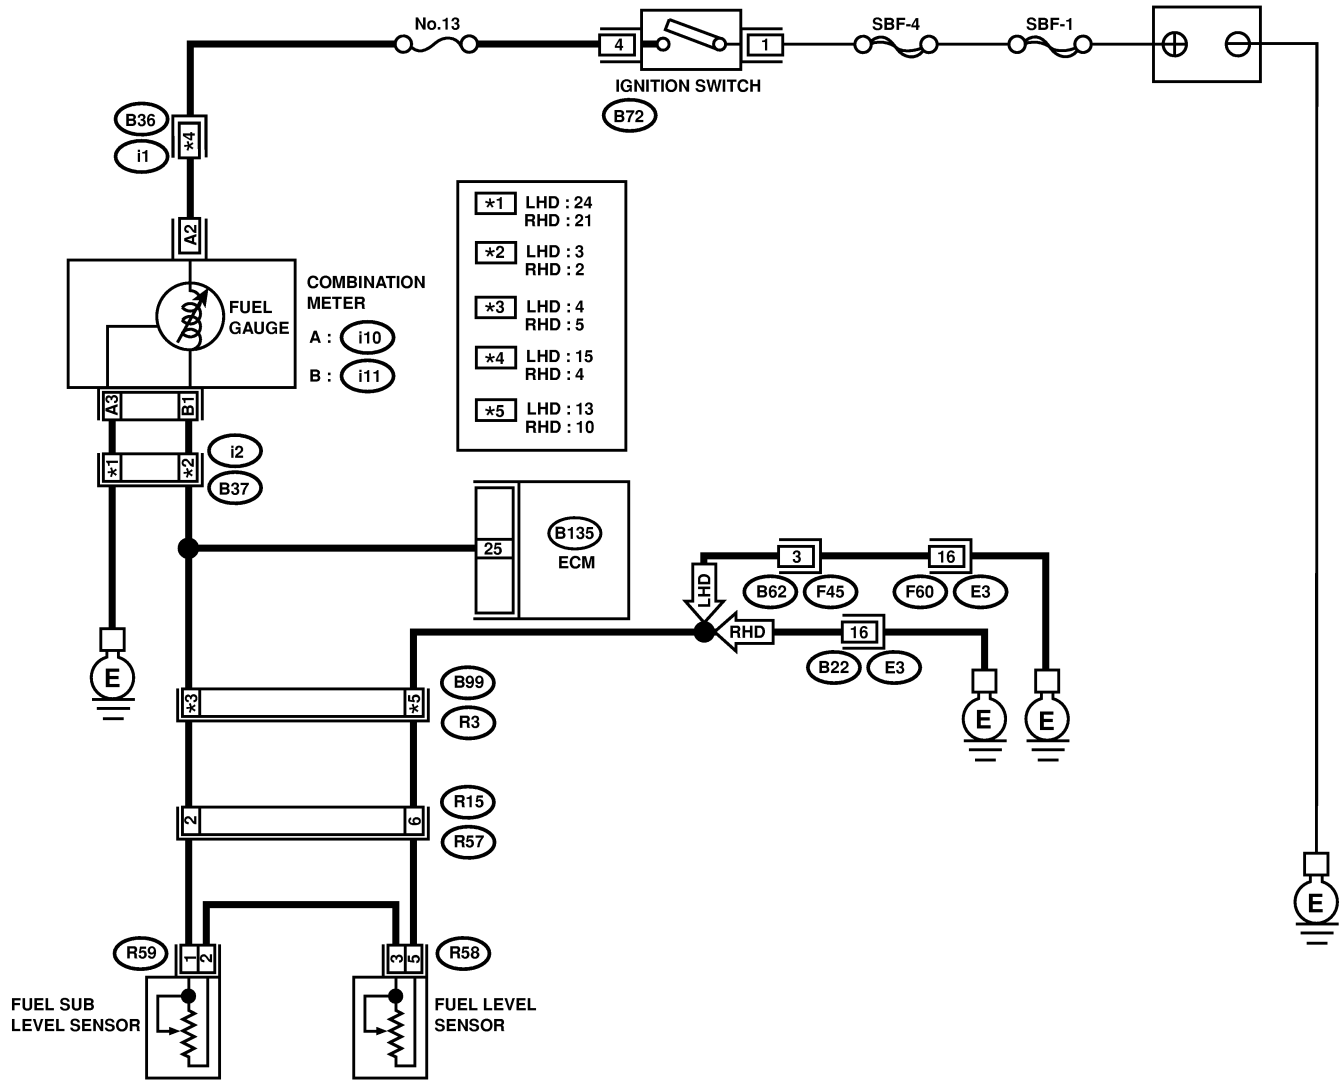 No.13
SBF-4
SBF-1
4
1
IGNITION SWITCH
B72
B36
i1
*4
A2
*1 LHD : 24
RHD : 21
*2 LHD : 3
RHD : 2
*3 LHD : 4
RHD : 5
*4 LHD : 15
RHD : 4
*5 LHD : 13
RHD : 10
FUEL
GAUGE
COMBINATION
METER
A : i10
B : i11
A3
B1
*1
*2
i2
B37
25
B135
ECM
LHD
3
16
B62
F45
F60
E3
RHD
16
B22
E3
E
E
E
*3
*5
B99
R3
2
6
R15
R57
E
R59
1
2
3
5
R58
FUEL SUB
LEVEL SENSOR
FUEL LEVEL
SENSOR